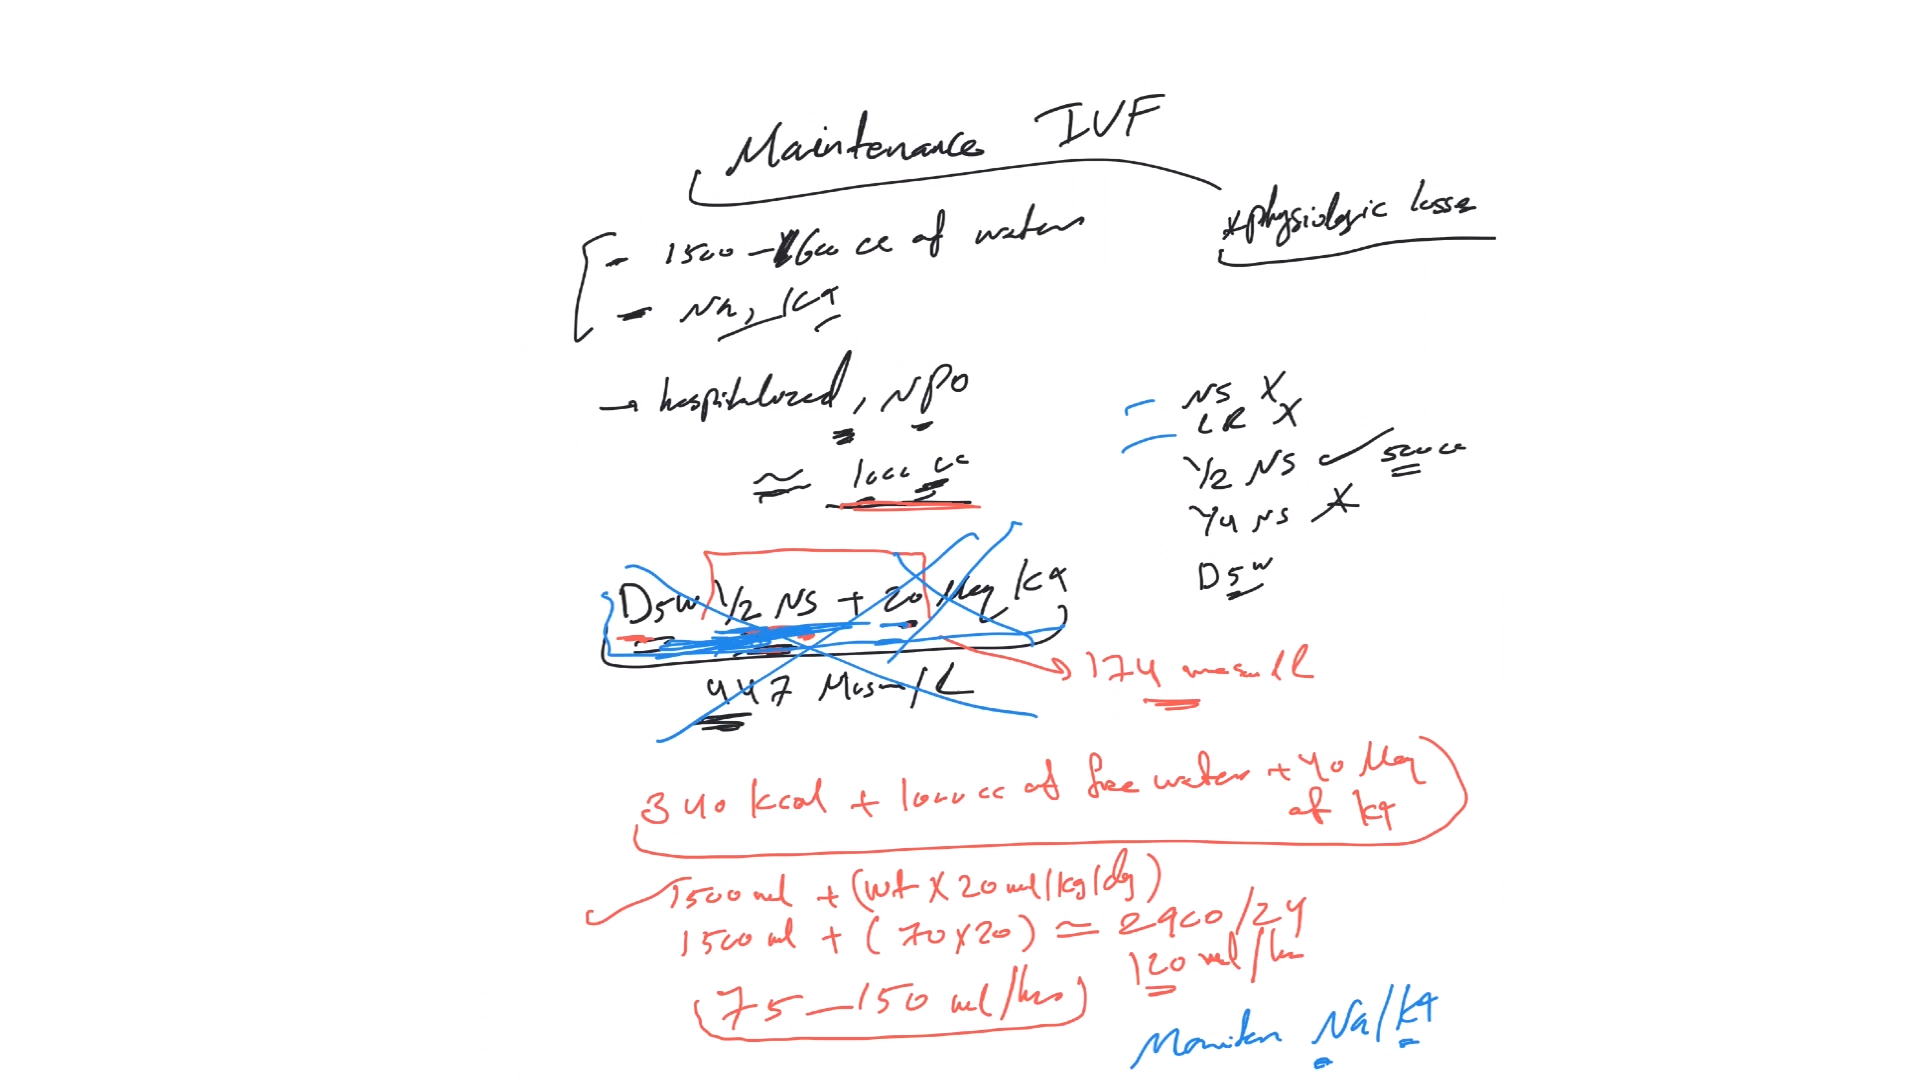 Maintenance IVF
*physiologic losse
- 1500 - 1600 cc of water
- Na, K+
→ hospitalized, NPO
≈ 1000 cc
NS X
LR X
1/2 NS ✓ 500 cc
1/4 NS X
D5W
D5W 1/2 NS + 20 Meq K+
447 Mosm/L
→ 174 mosm/L
340 kcal + 1000 cc of free water + 40 Meq
of K+
✓ 1500 ml + (wt X 20 ml/kg/day)
1500 ml + (70x20) ≃ 2900/24
120 ml/hr
75-150 ml/hrs
Monitor Na/K+